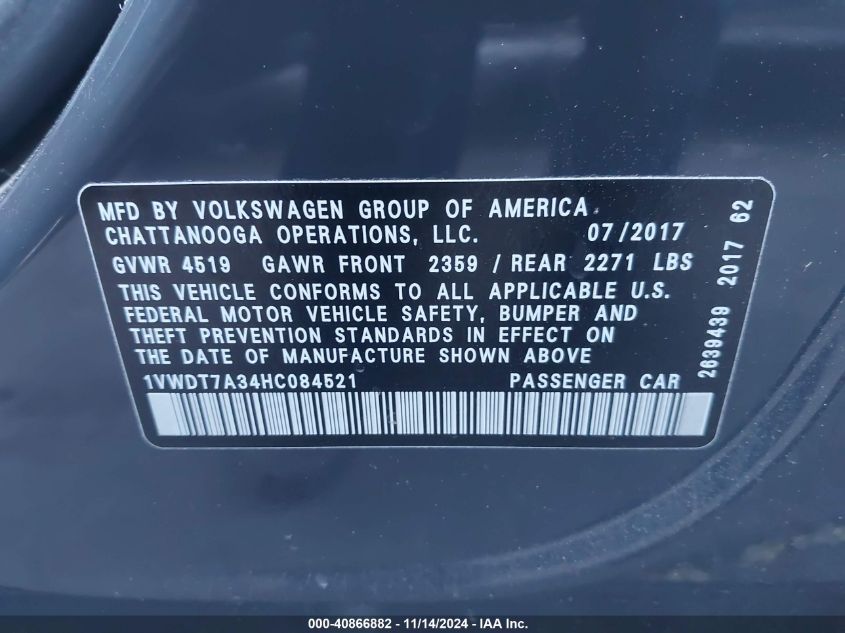 MFD BY VOLKSWAGEN GROUP OF AMERICA
CHATTANOOGA OPERATIONS, LLC. 07/2017
GVWR 4519 GAWR FRONT 2359 / REAR 2271 LBS
THIS VEHICLE CONFORMS TO ALL APPLICABLE U.S.
FEDERAL MOTOR VEHICLE SAFETY, BUMPER AND
THEFT PREVENTION STANDARDS IN EFFECT ON
THE DATE OF MANUFACTURE SHOWN ABOVE
1VWDT7A34HC084521 PASSENGER CAR
2639439 2017 62
000-40866882 - 11/14/2024 - IAA Inc.